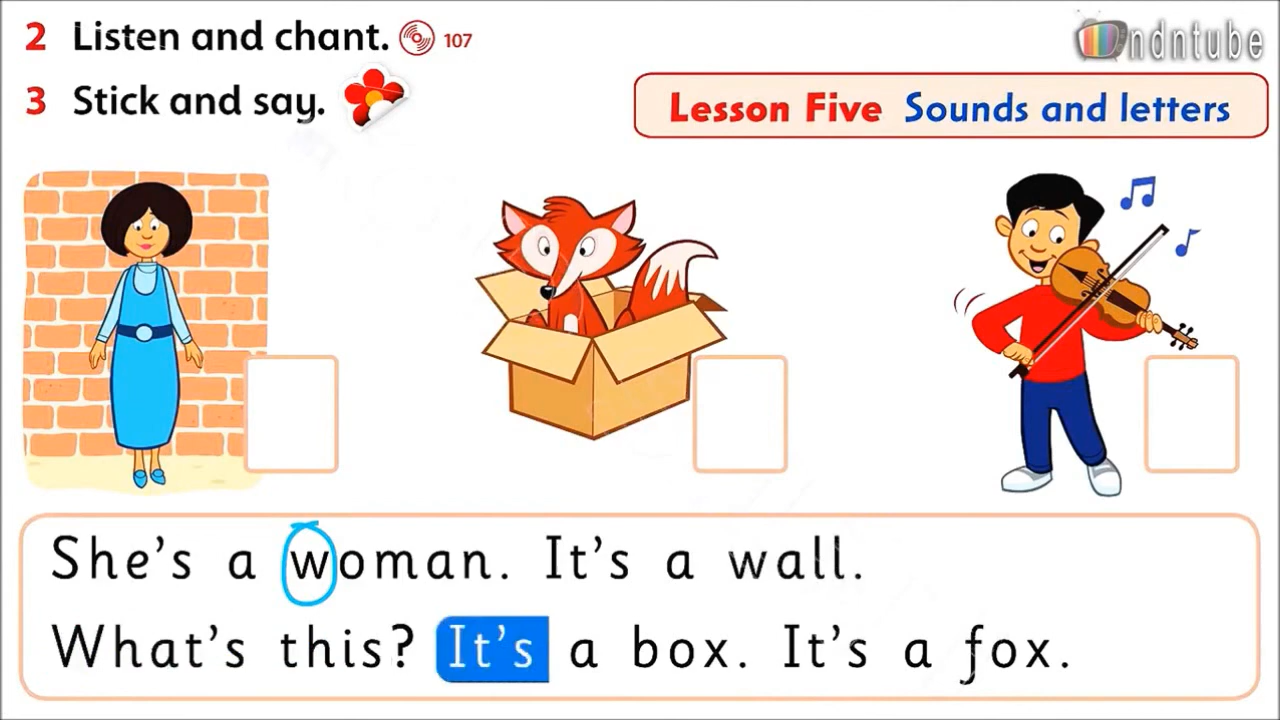 2 Listen and chant. 107
ndntube
3 Stick and say.
Lesson Five Sounds and letters
She's a woman. It's a wall.
What's this? It's a box. It's a fox.